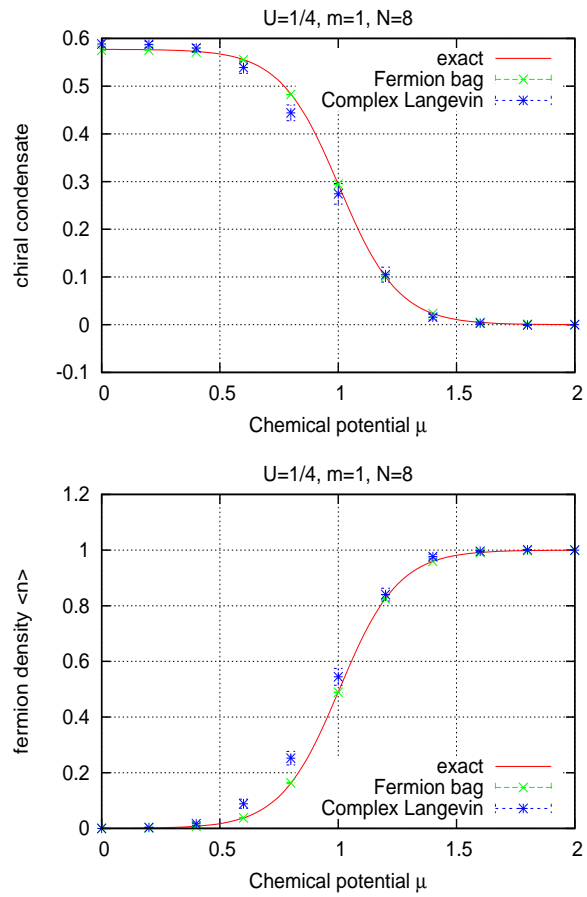 U=1/4, m=1, N=8
exact
Fermion bag
Complex Langevin
chiral condensate
0.6
0.5
0.4
0.3
0.2
0.1
0
-0.1
0 0.5 1 1.5 2
Chemical potential μ
U=1/4, m=1, N=8
fermion density <n>
1.2
1
0.8
0.6
0.4
0.2
0
exact
Fermion bag
Complex Langevin
0 0.5 1 1.5 2
Chemical potential μ